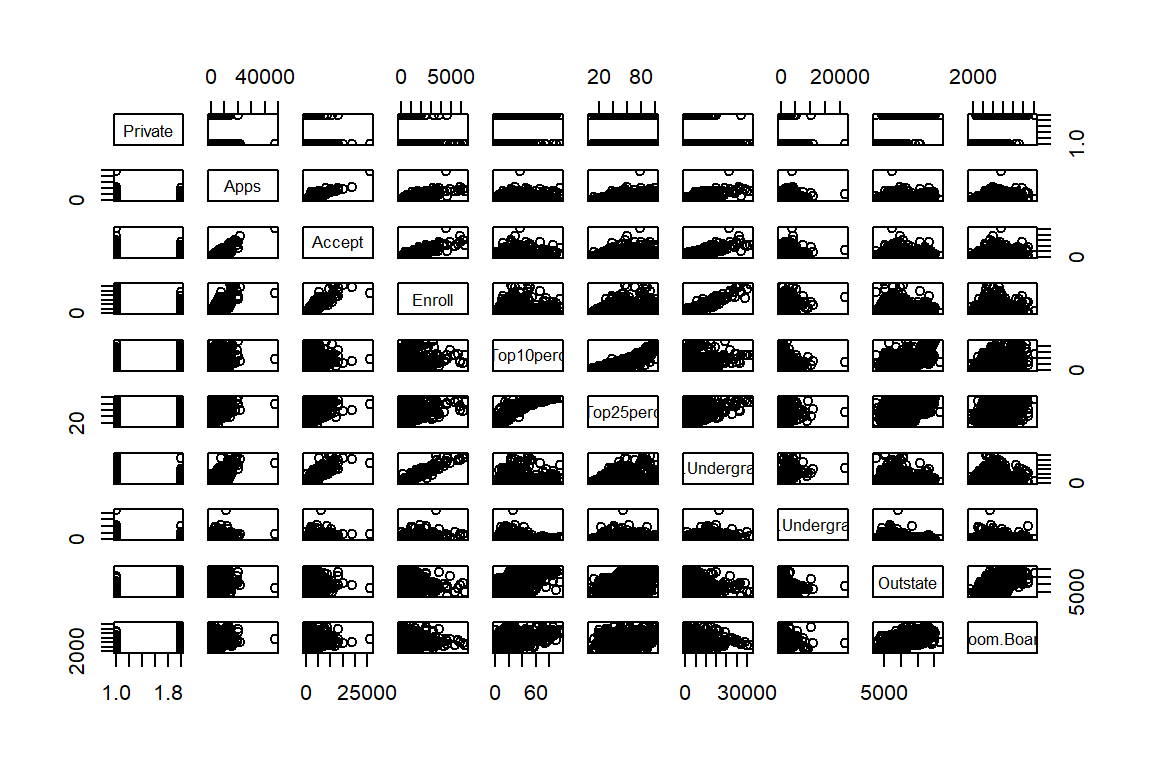 0 40000 0 5000 20 80 0 20000 2000
Private 1.0
0 Apps
Accept 0
0 Enroll
Top10perc 0
20 Top25perc
.Undergra 0
0 .Undergra
Outstate 5000
2000 oom.Boar
1.0 1.8 0 25000 0 60 0 30000 5000